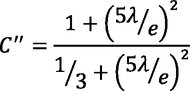 C″ = (1 + (5λ/e)²) / (1/3 + (5λ/e)²)